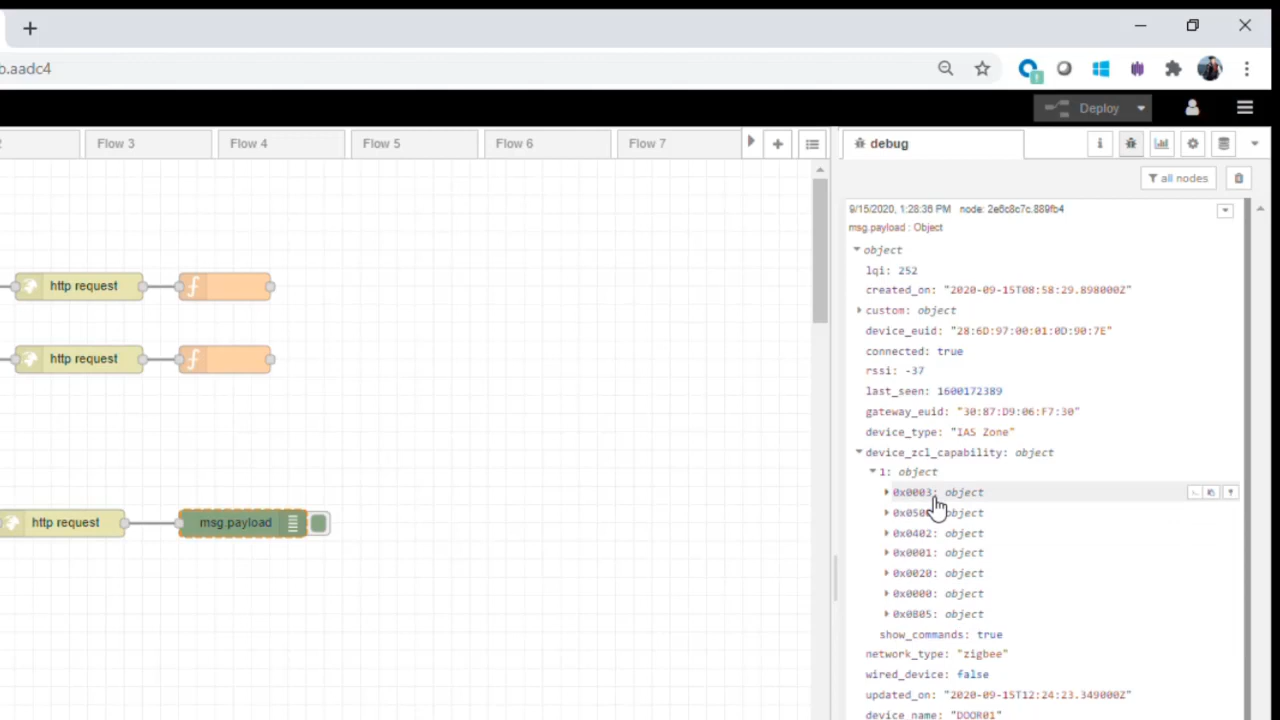 b.aadc4
Deploy
2
Flow 3
Flow 4
Flow 5
Flow 6
Flow 7
debug
all nodes
9/15/2020, 1:28:36 PM node: 2e6c8c7c.889fb4
msg.payload : Object
object
lqi: 252
created_on: "2020-09-15T08:58:29.898000Z"
custom: object
device_euid: "28:6D:97:00:01:0D:90:7E"
connected: true
rssi: -37
last_seen: 1600172389
gateway_euid: "30:87:D9:06:F7:30"
device_type: "IAS Zone"
device_zcl_capability: object
1: object
0x0003: object
object
0x0402: object
0x0001: object
0x0020: object
0x0000: object
0x0B05: object
show_commands: true
network_type: "zigbee"
wired_device: false
updated_on: "2020-09-15T12:24:23.349000Z"
device_name: "DOOR01"
http request
http request
http request
msg.payload